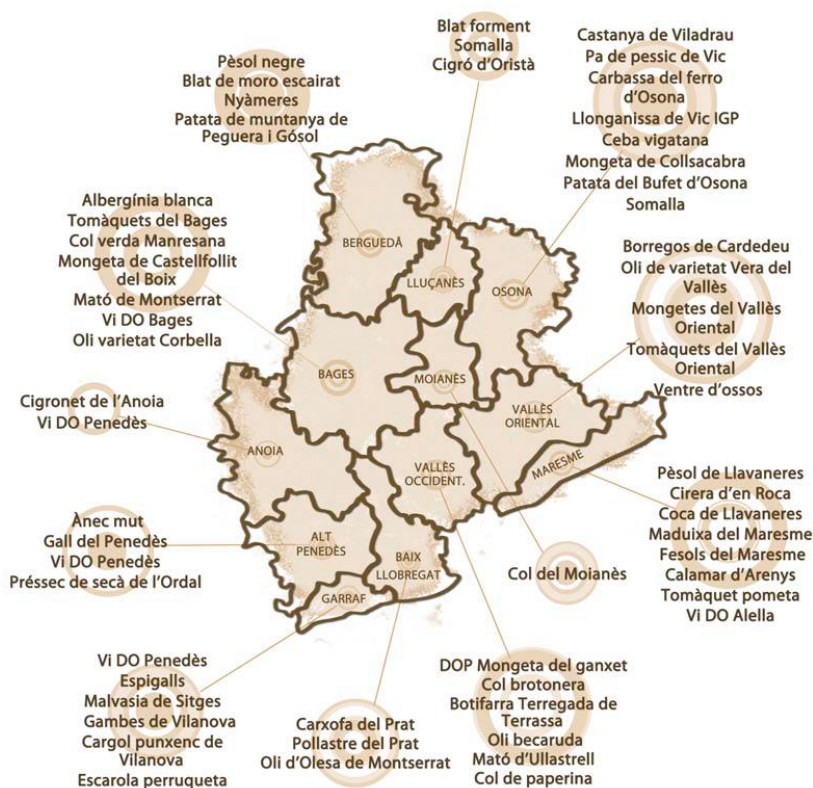 Blat forment
Somalla
Cigró d'Oristà
Castanya de Viladrau
Pa de pessic de Vic
Carbassa del ferro
d'Osona
Llonganissa de Vic IGP
Ceba vigatana
Mongeta de Collsacabra
Patata del Bufet d'Osona
Somalla
Pèsol negre
Blat de moro escairat
Nyàmeres
Patata de muntanya de
Peguera i Gósol
Albergínia blanca
Tomàquets del Bages
Col verda Manresana
Mongeta de Castellfollit
del Boix
Mató de Montserrat
Vi DO Bages
Oli varietat Corbella
BERGUEDÀ
LLUÇANÈS
OSONA
Borregos de Cardedeu
Oli de varietat Vera del
Vallès
Mongetes del Vallès
Oriental
Tomàquets del Vallès
Oriental
Ventre d'ossos
BAGES
MOIANÈS
VALLÈS
ORIENTAL
Cigronet de l'Anoia
Vi DO Penedès
ANOIA
VALLÈS
OCCIDENT.
MARESME
Pèsol de Llavaneres
Cirera d'en Roca
Coca de Llavaneres
Maduixa del Maresme
Fesols del Maresme
Calamar d'Arenys
Tomàquet pometa
Vi DO Alella
Ànec mut
Gall del Penedès
Vi DO Penedès
Préssec de secà de l'Ordal
ALT
PENEDÈS
BAIX
LLOBREGAT
GARRAF
Col del Moianès
Vi DO Penedès
Espigalls
Malvasia de Sitges
Gambes de Vilanova
Cargol punxenc de
Vilanova
Escarola perruqueta
Carxofa del Prat
Pollastre del Prat
Oli d'Olesa de Montserrat
DOP Mongeta del ganxet
Col brotonera
Botifarra Terregada de
Terrassa
Oli becaruda
Mató d'Ullastrell
Col de paperina